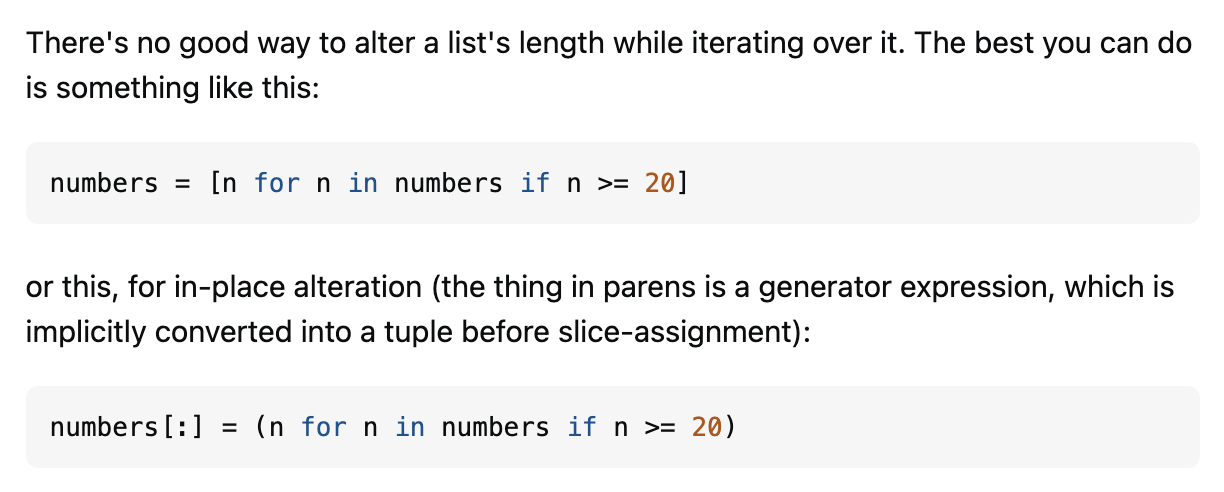 There's no good way to alter a list's length while iterating over it. The best you can do
is something like this:
numbers = [n for n in numbers if n >= 20]
or this, for in-place alteration (the thing in parens is a generator expression, which is
implicitly converted into a tuple before slice-assignment):
numbers[:] = (n for n in numbers if n >= 20)